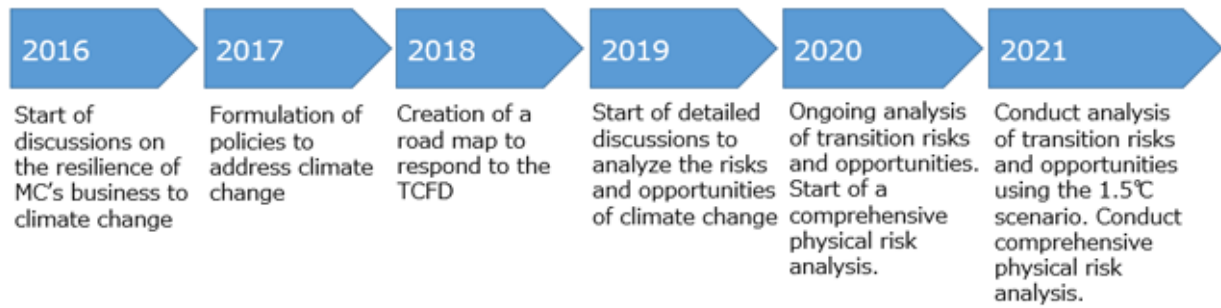 2016
Start of
discussions on
the resilience of
MC's business to
climate change
2017
Formulation of
policies to
address climate
change
2018
Creation of a
road map to
respond to the
TCFD
2019
Start of detailed
discussions to
analyze the risks
and opportunities
of climate change
2020
Ongoing analysis
of transition risks
and opportunities.
Start of a
comprehensive
physical risk
analysis.
2021
Conduct analysis
of transition risks
and opportunities
using the 1.5℃
scenario. Conduct
comprehensive
physical risk
analysis.